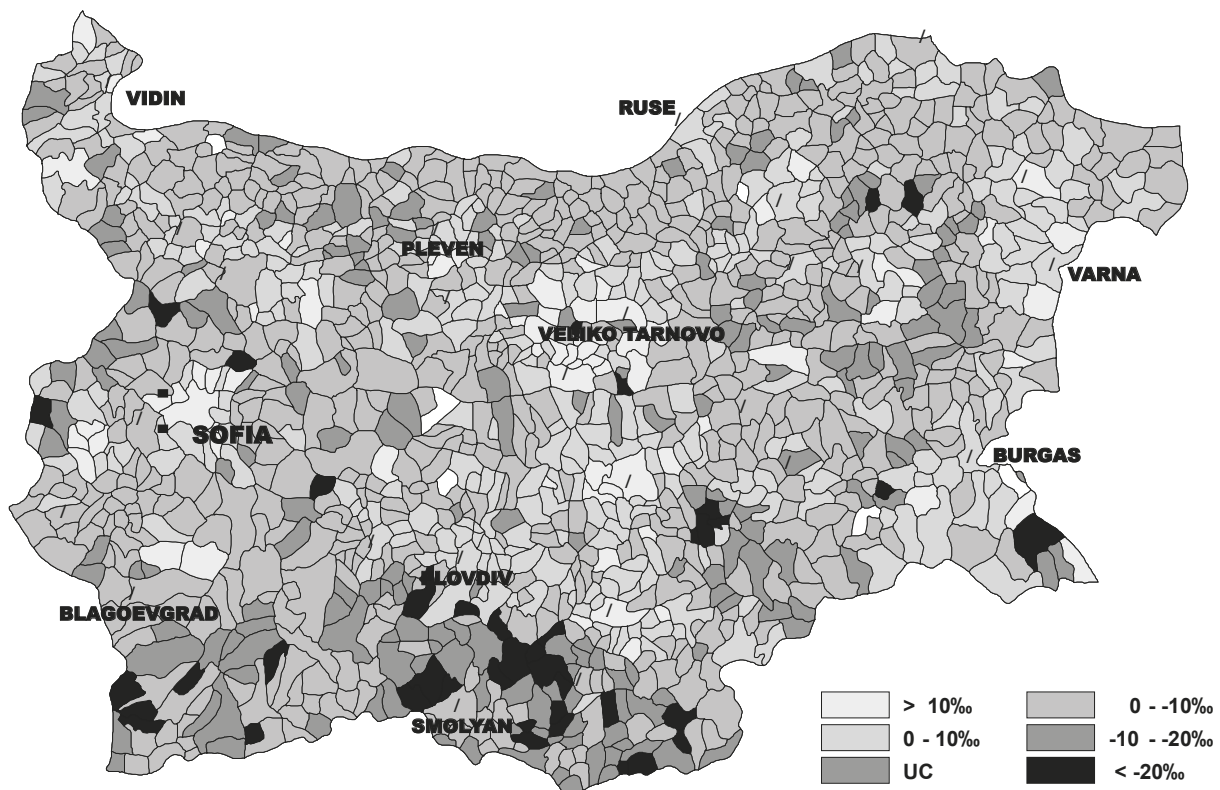 VIDIN
RUSE
PLEVEN
VARNA
VELIKO TARNOVO
SOFIA
BURGAS
PLOVDIV
BLAGOEVGRAD
SMOLYAN
> 10‰
0 - -10‰
0 - 10‰
-10 - -20‰
UC
< -20‰